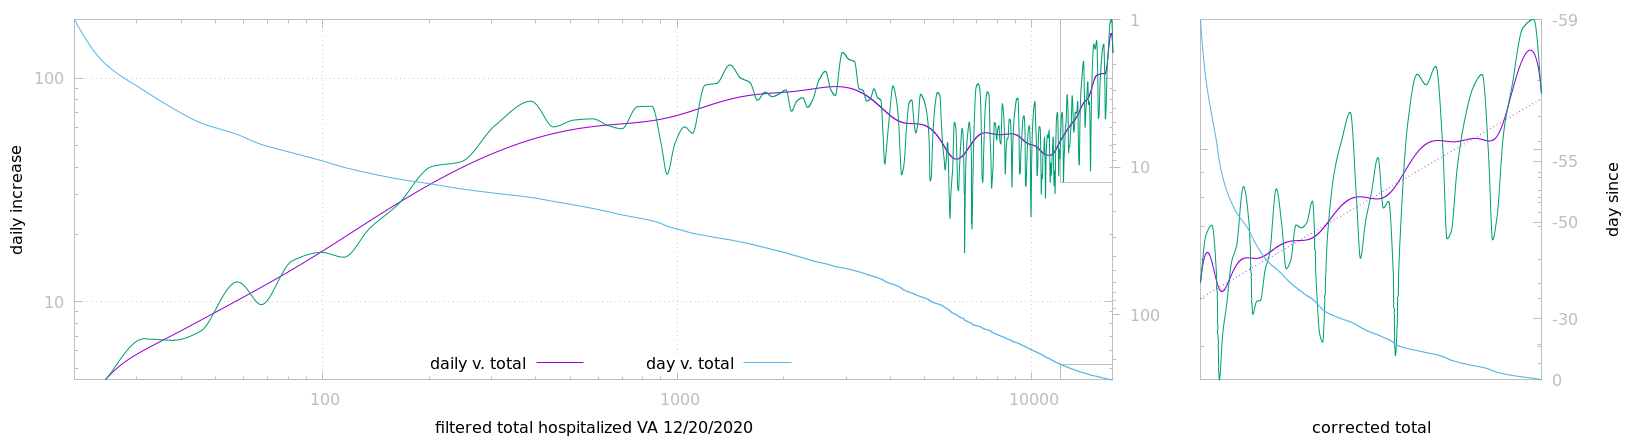 daily increase
100
10
100
1000
10000
1
10
100
daily v. total
day v. total
filtered total hospitalized VA 12/20/2020
-59
-55
-50
-30
0
day since
corrected total